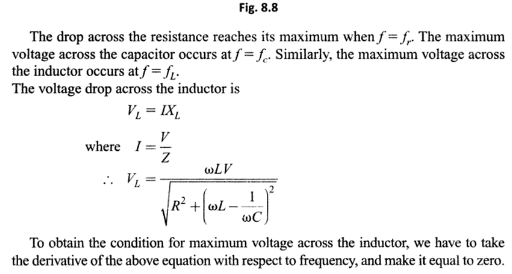 Fig. 8.8
The drop across the resistance reaches its maximum when f = fᵣ. The maximum
voltage across the capacitor occurs at f = f_c. Similarly, the maximum voltage across
the inductor occurs at f = f_L.
The voltage drop across the inductor is
V_L = IX_L
where I = V/Z
∴ V_L = ωLV / √(R² + (ωL − 1/ωC)²)
To obtain the condition for maximum voltage across the inductor, we have to take
the derivative of the above equation with respect to frequency, and make it equal to zero.